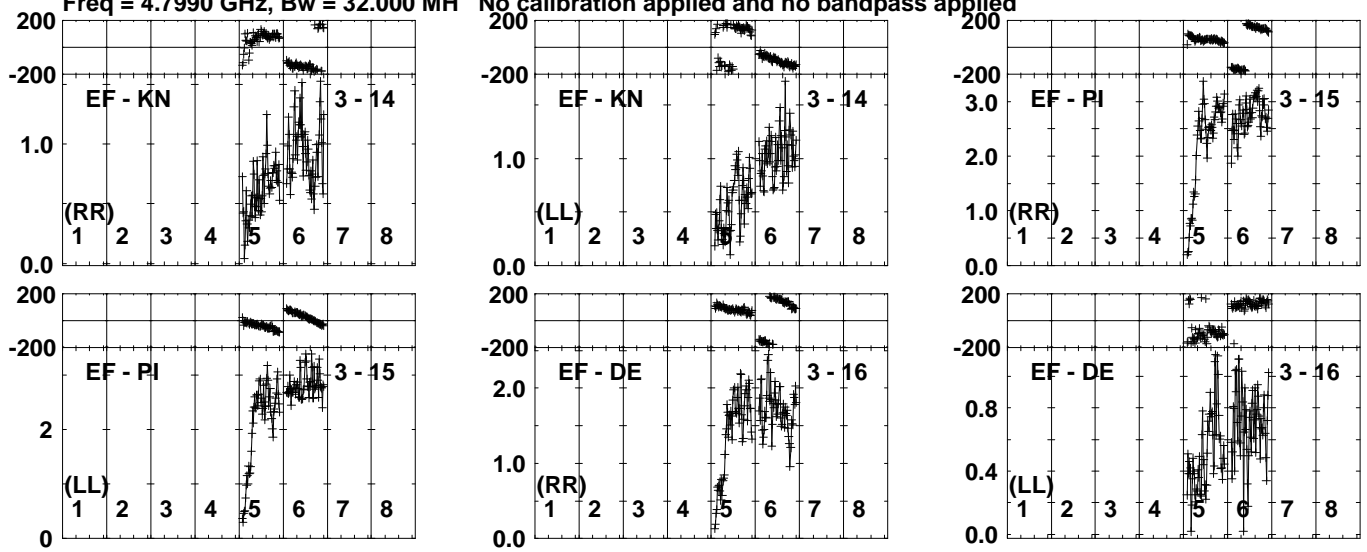 Freq = 4.7990 GHz, Bw = 32.000 MH No calibration applied and no bandpass applied
200
-200
EF - KN 3 - 14
1.0
(RR)
1 2 3 4 5 6 7 8
0.0
200
-200
EF - KN 3 - 14
1.0
(LL)
1 2 3 4 5 6 7 8
0.0
200
-200
3.0 EF - PI 3 - 15
2.0
1.0
(RR)
1 2 3 4 5 6 7 8
0.0
200
-200
EF - PI 3 - 15
2
(LL)
1 2 3 4 5 6 7 8
0
200
-200
EF - DE 3 - 16
2.0
1.0
(RR)
1 2 3 4 5 6 7 8
0.0
200
-200
EF - DE 3 - 16
0.8
0.4
(LL)
1 2 3 4 5 6 7 8
0.0